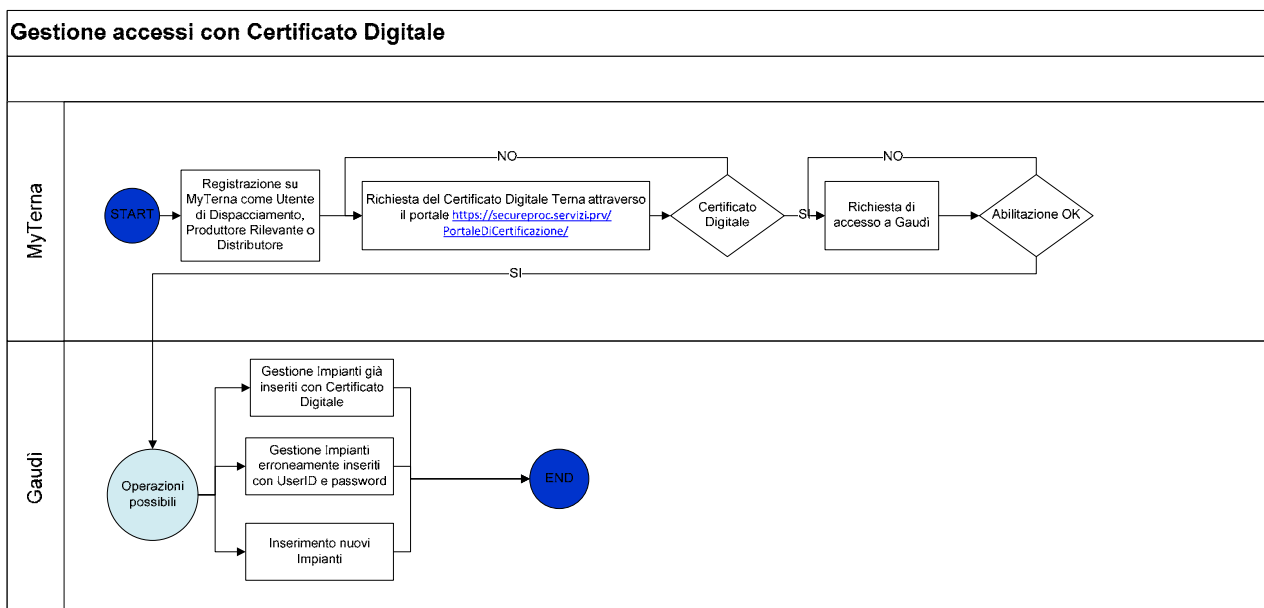 Gestione accessi con Certificato Digitale
MyTerna
START
Registrazione su
MyTerna come Utente
di Dispacciamento,
Produttore Rilevante o
Distributore
NO
Richiesta del Certificato Digitale Terna attraverso
il portale https://secureproc.servizi.prv/
PortaleDiCertificazione/
Certificato
Digitale
SI
NO
Richiesta di
accesso a Gaudì
Abilitazione OK
SI
Gaudì
Operazioni
possibili
Gestione Impianti già
inseriti con Certificato
Digitale
Gestione Impianti
erroneamente inseriti
con UserID e password
Inserimento nuovi
Impianti
END